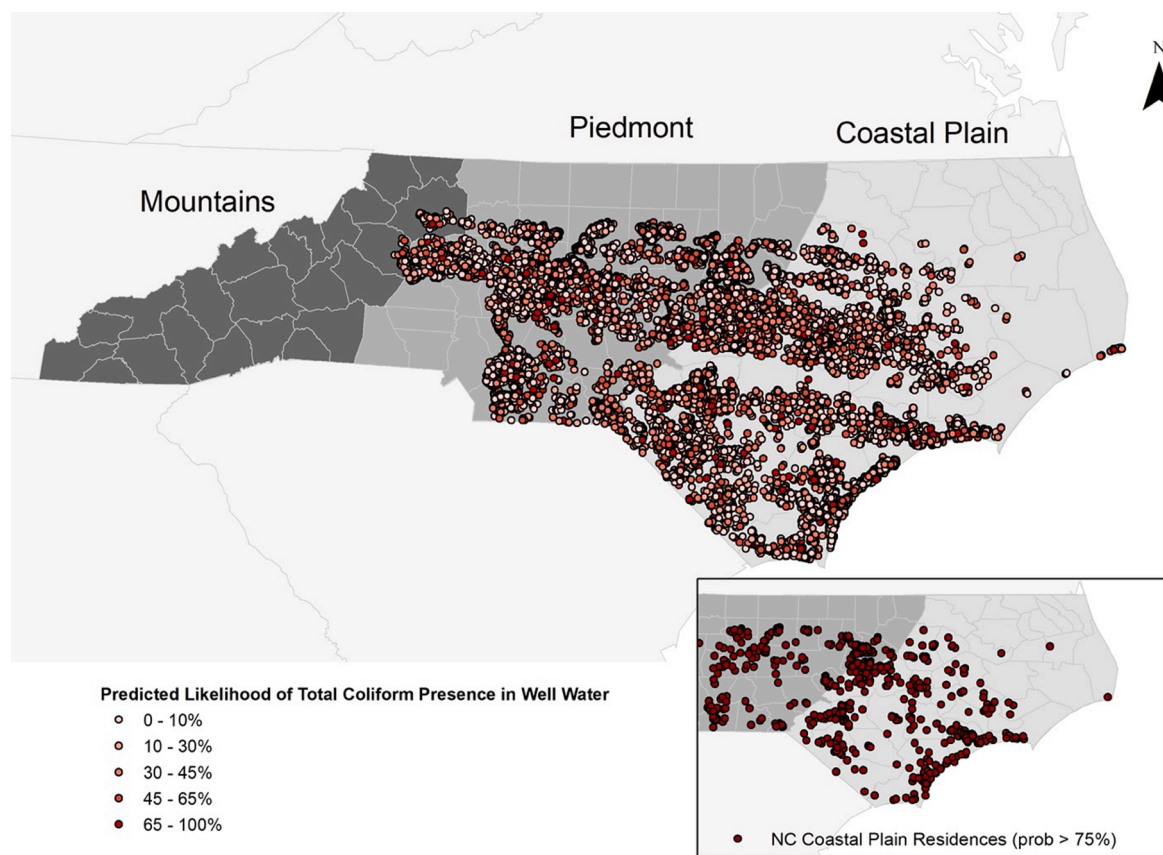 N
Piedmont
Coastal Plain
Mountains
Predicted Likelihood of Total Coliform Presence in Well Water
0 - 10%
10 - 30%
30 - 45%
45 - 65%
65 - 100%
NC Coastal Plain Residences (prob > 75%)